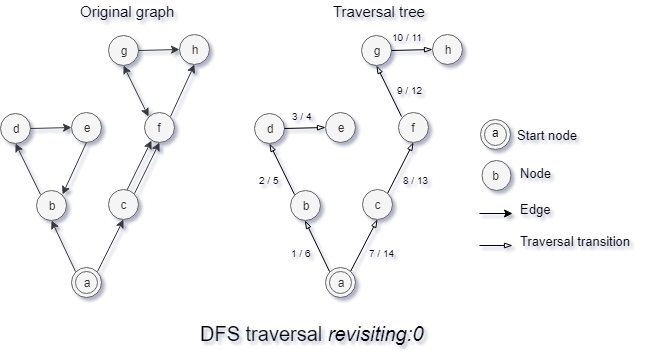 Original graph
Traversal tree
g
h
g
10 / 11
h
9 / 12
d
e
f
d
3 / 4
e
f
a
Start node
2 / 5
8 / 13
b
Node
b
c
b
c
Edge
1 / 6
7 / 14
Traversal transition
a
a
DFS traversal revisiting:0